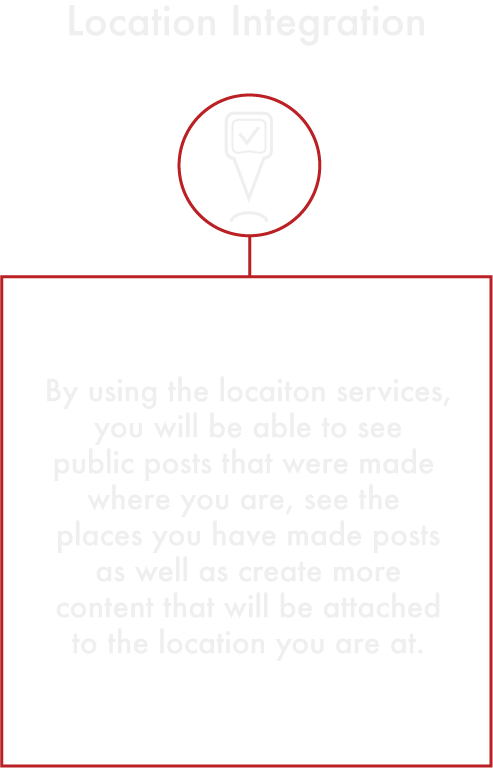 Location Integration
By using the locaiton services,
you will be able to see
public posts that were made
where you are, see the
places you have made posts
as well as create more
content that will be attached
to the location you are at.